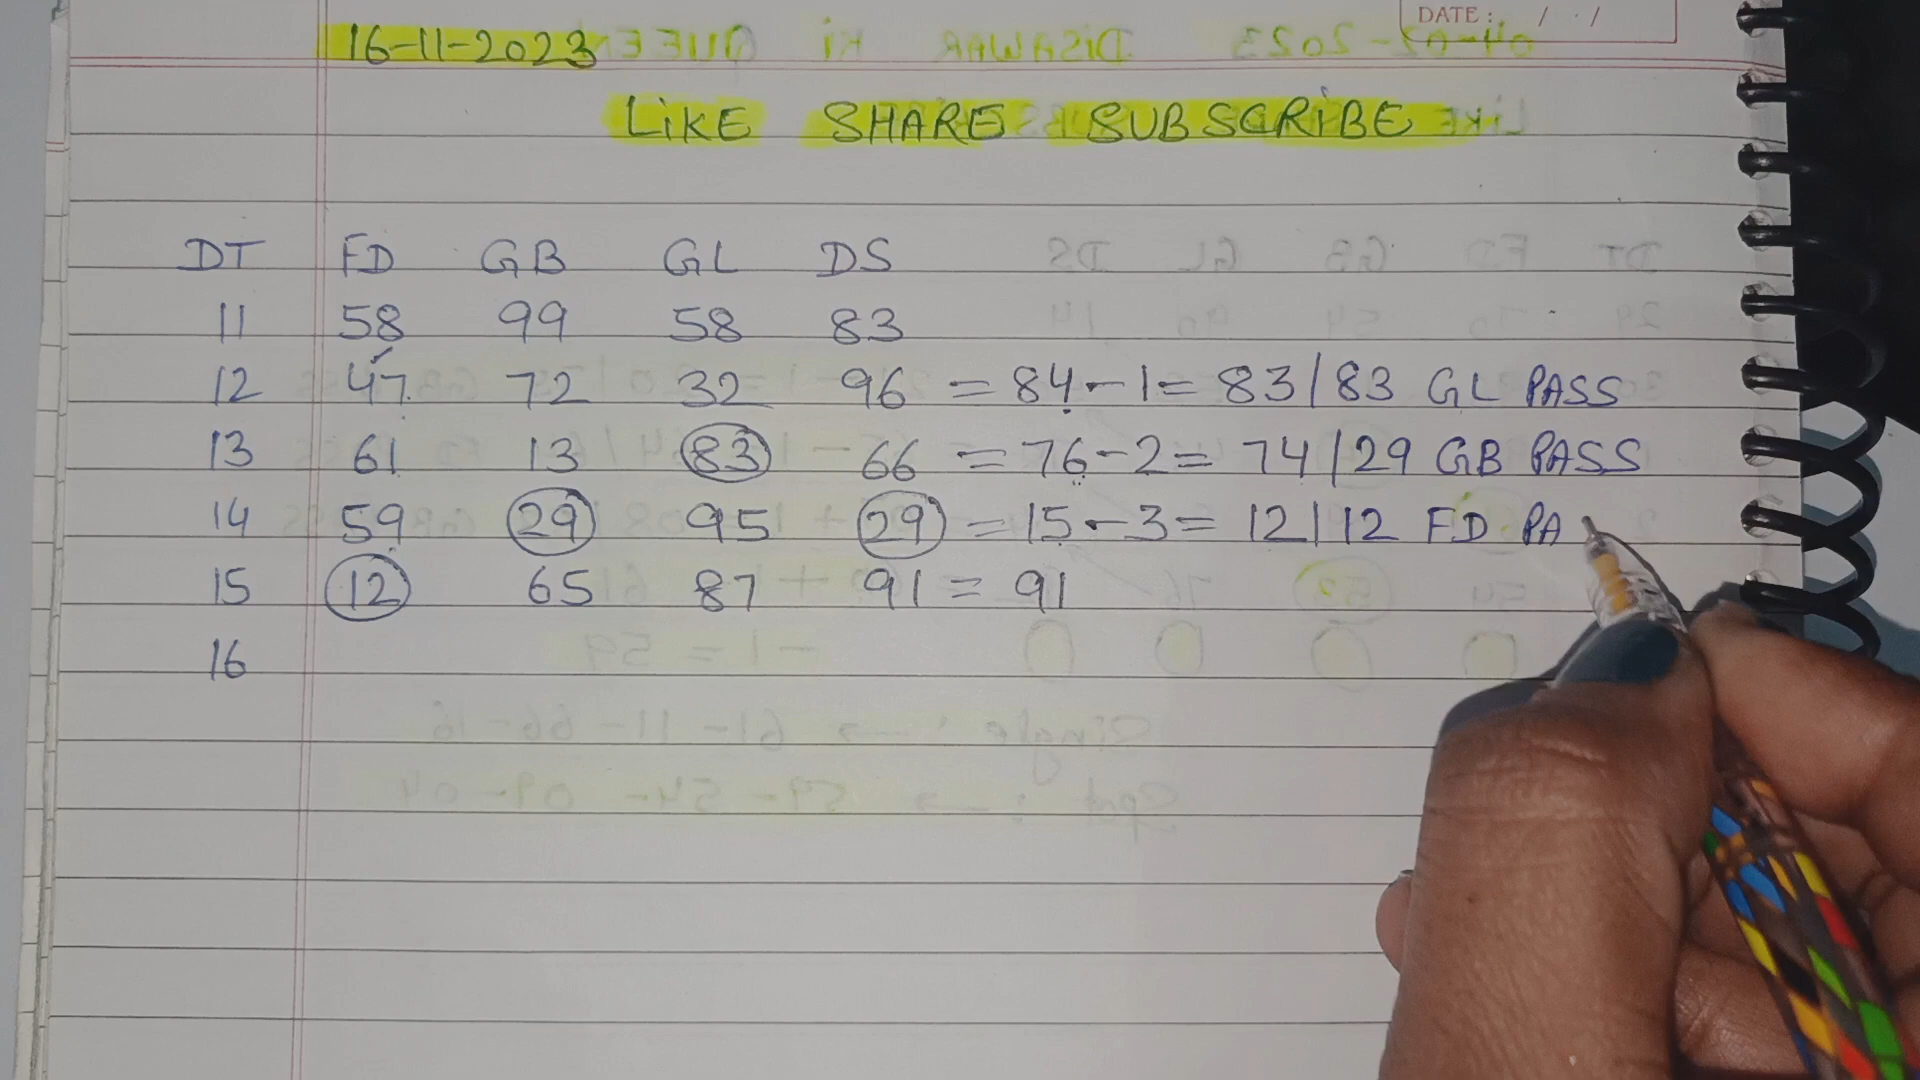 DATE: / /
16-11-2023
LiKE SHARE SUBSCRIBE
DT FD GB GL DS
11 58 99 58 83
12 47 72 32 96 = 84-1= 83/83 GL PASS
13 61 13 83 66 = 76-2= 74/29 GB PASS
14 59 29 95 29 = 15-3= 12/12 FD PA
15 12 65 87 91 = 91
16